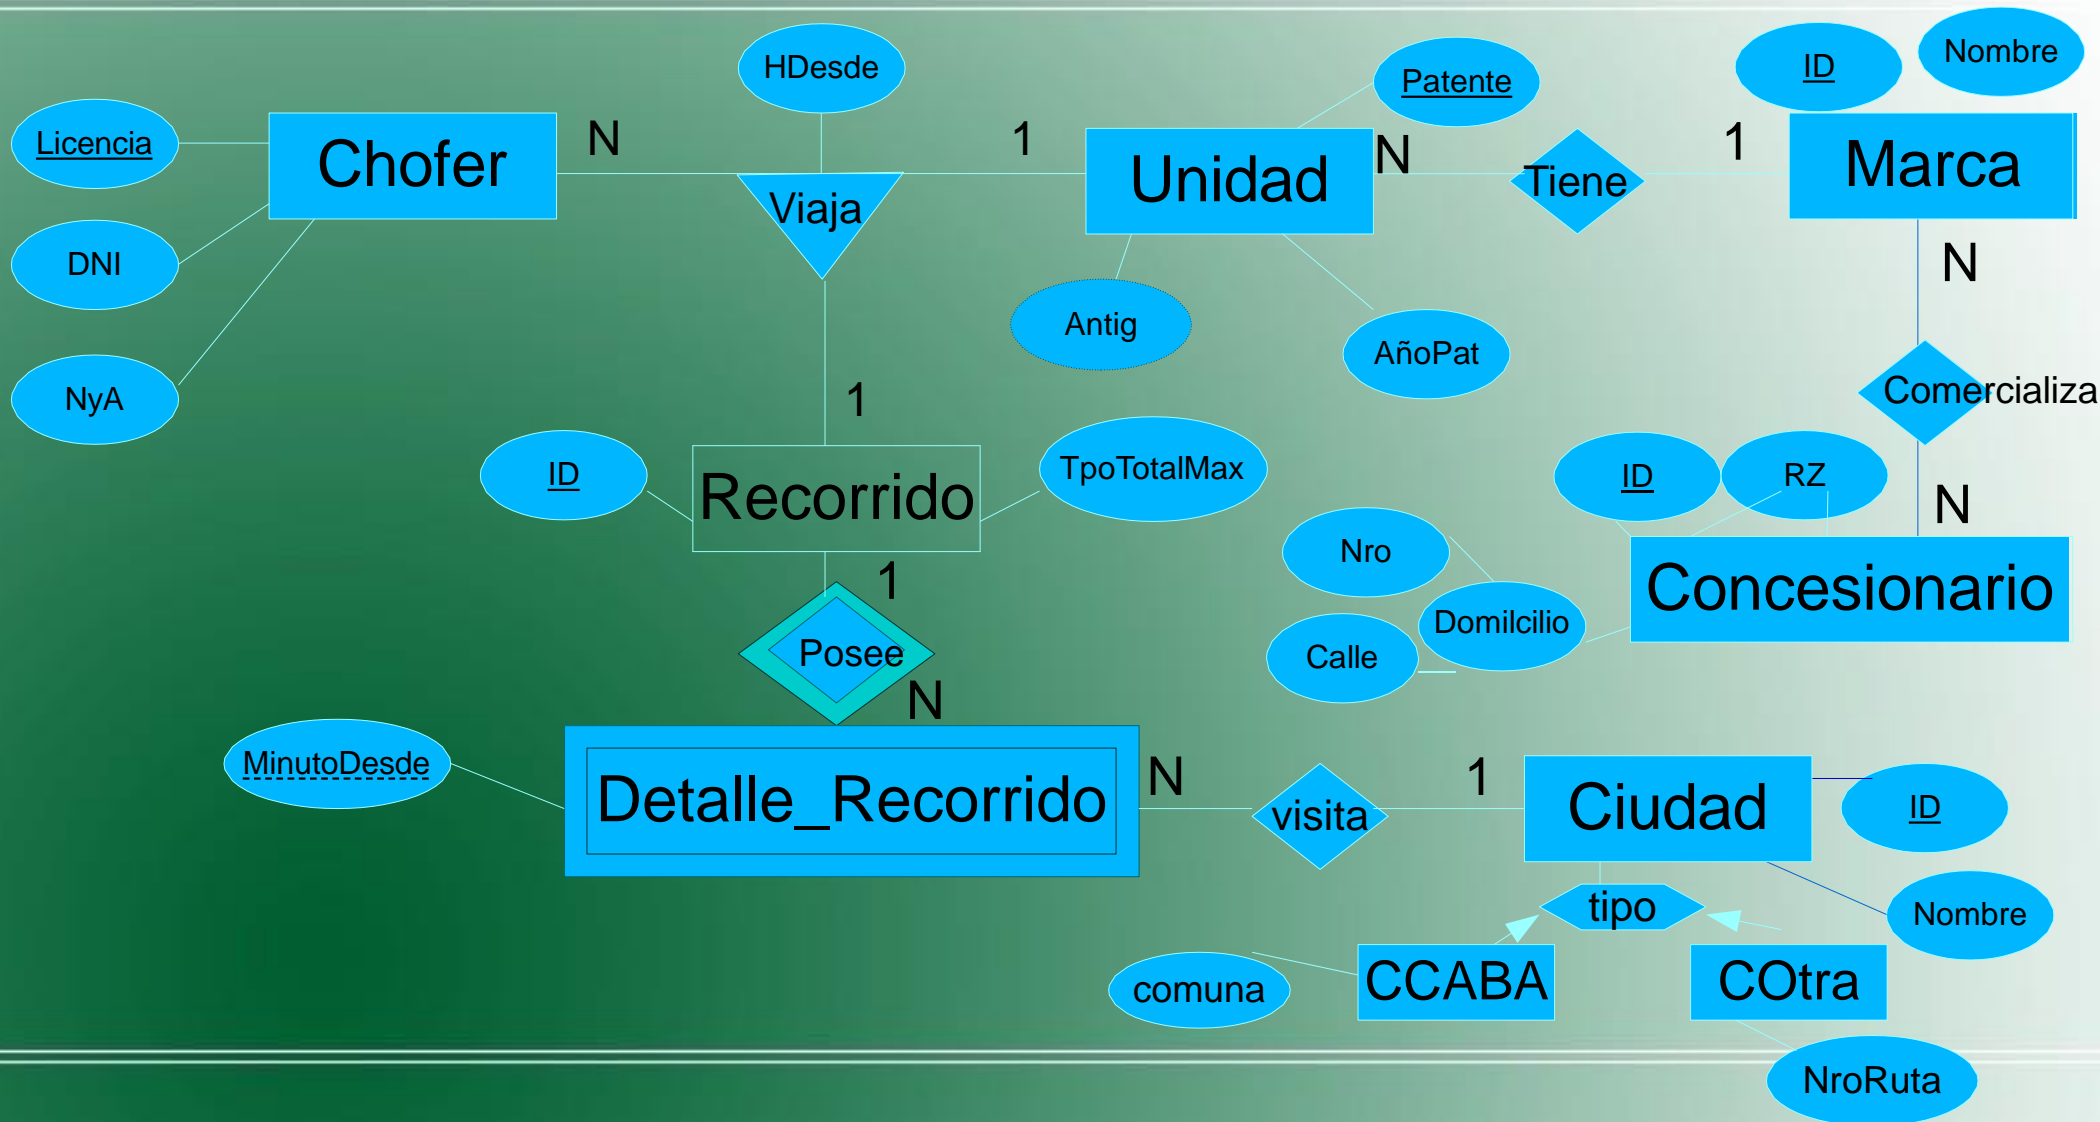 HDesde
Patente
ID
Nombre
Licencia
Chofer
N
1
Unidad
N
Tiene
1
Marca
Viaja
DNI
N
Antig
AñoPat
NyA
1
Comercializa
ID
Recorrido
TpoTotalMax
ID
RZ
N
Nro
1
Concesionario
Domilcilio
Posee
Calle
N
MinutoDesde
Detalle_Recorrido
N
visita
1
Ciudad
ID
tipo
Nombre
comuna
CCABA
COtra
NroRuta